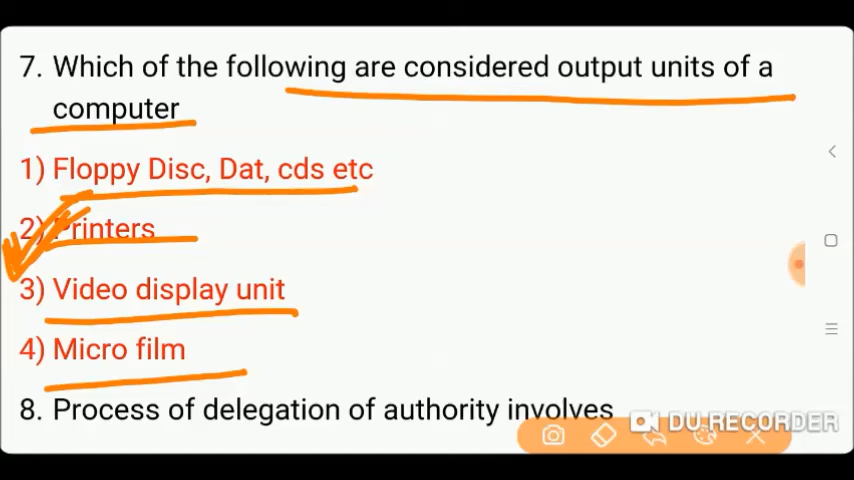 7. Which of the following are considered output units of a
computer
1) Floppy Disc, Dat, cds etc
2) Printers
3) Video display unit
4) Micro film
8. Process of delegation of authority involves
DU RECORDER